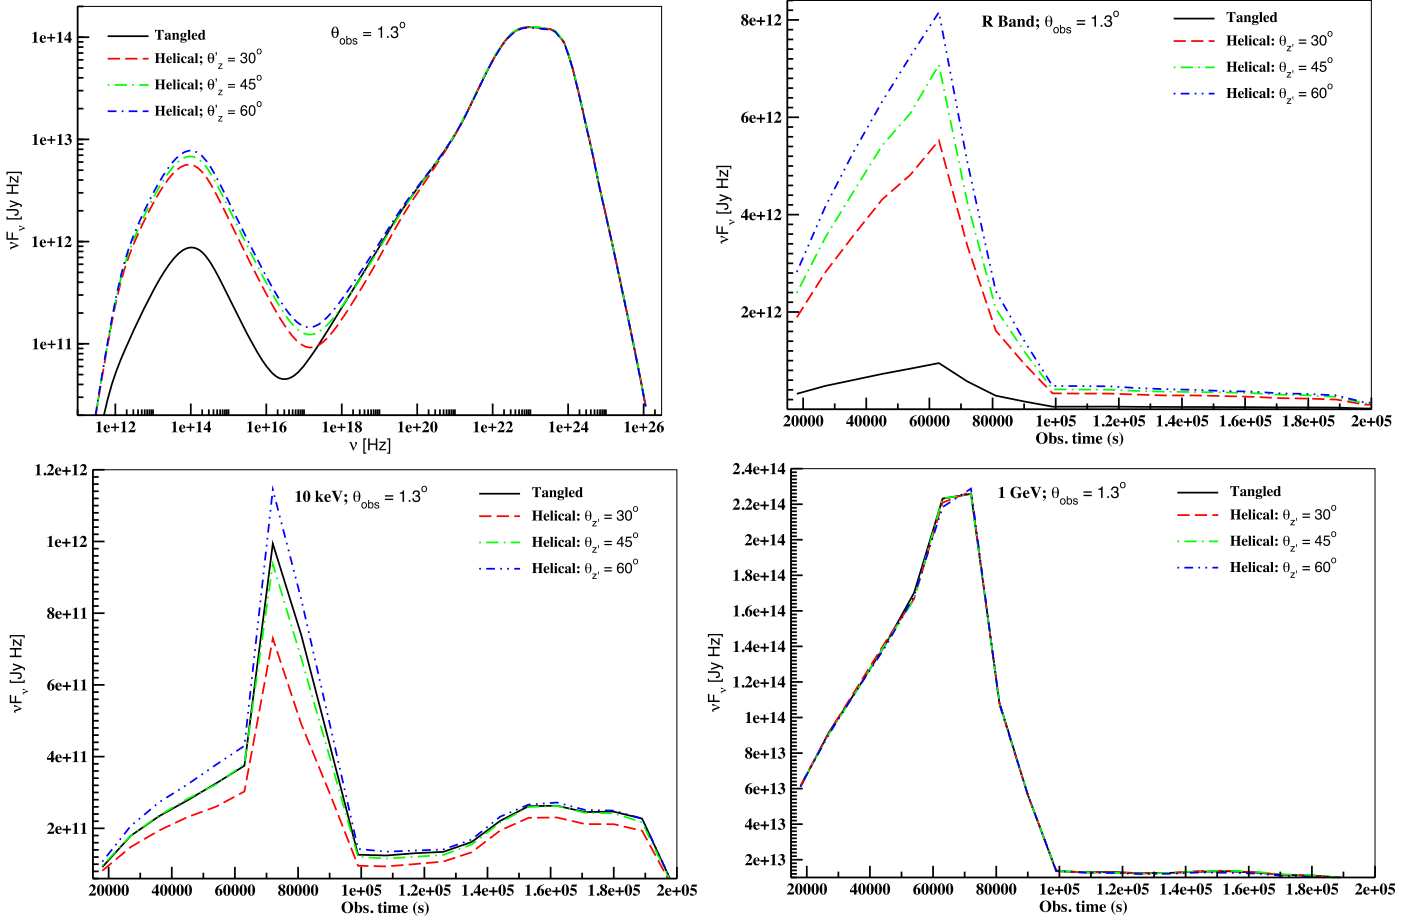 θobs = 1.3°
Tangled
Helical; θ'z = 30°
Helical; θ'z = 45°
Helical; θ'z = 60°
1e+14
1e+13
1e+12
1e+11
νFν [Jy Hz]
1e+12 1e+14 1e+16 1e+18 1e+20 1e+22 1e+24 1e+26
ν [Hz]
R Band; θobs = 1.3°
Tangled
Helical: θz' = 30°
Helical: θz' = 45°
Helical: θz' = 60°
8e+12
6e+12
4e+12
2e+12
νFν [Jy Hz]
20000 40000 60000 80000 1e+05 1.2e+05 1.4e+05 1.6e+05 1.8e+05 2e+05
Obs. time (s)
10 keV; θobs = 1.3°
Tangled
Helical: θz' = 30°
Helical: θz' = 45°
Helical: θz' = 60°
1.2e+12
1e+12
8e+11
6e+11
4e+11
2e+11
νFν [Jy Hz]
20000 40000 60000 80000 1e+05 1.2e+05 1.4e+05 1.6e+05 1.8e+05 2e+05
Obs. time (s)
1 GeV; θobs = 1.3°
Tangled
Helical: θz' = 30°
Helical: θz' = 45°
Helical: θz' = 60°
2.4e+14
2.2e+14
2e+14
1.8e+14
1.6e+14
1.4e+14
1.2e+14
1e+14
8e+13
6e+13
4e+13
2e+13
νFν [Jy Hz]
20000 40000 60000 80000 1e+05 1.2e+05 1.4e+05 1.6e+05 1.8e+05 2e+05
Obs. time (s)